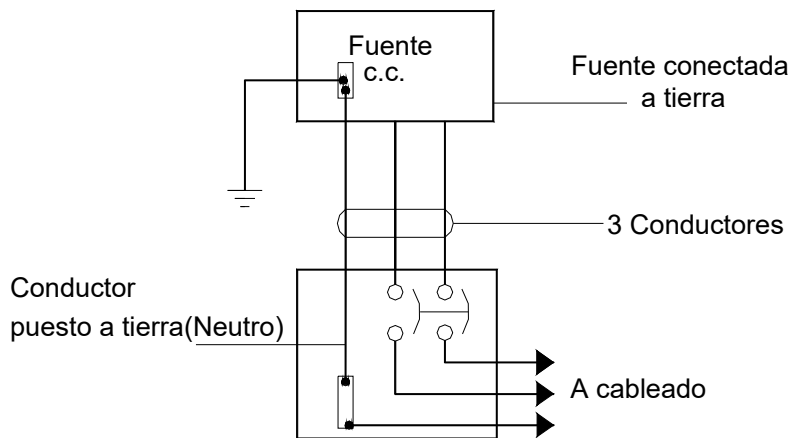 Fuente
c.c.
Fuente conectada
a tierra
3 Conductores
Conductor
puesto a tierra(Neutro)
A cableado